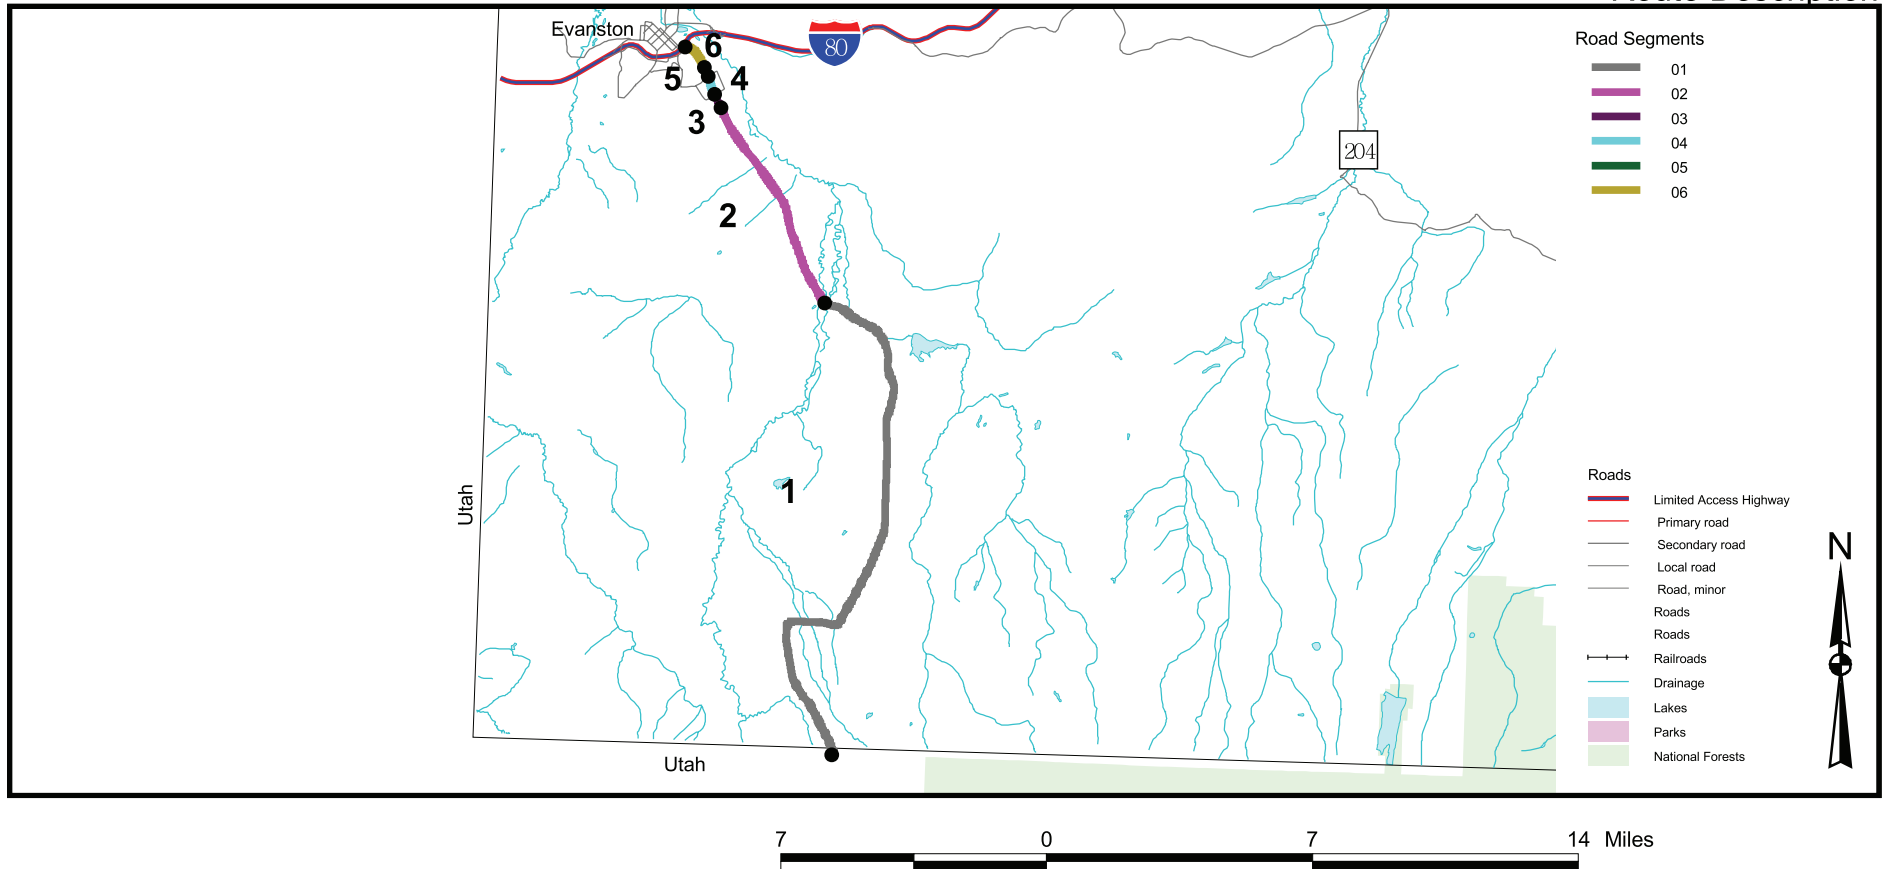 Route Description
Evanston
80
6
5
4
3
2
1
204
Utah
Utah
Road Segments
01
02
03
04
05
06
Roads
Limited Access Highway
Primary road
Secondary road
Local road
Road, minor
Roads
Roads
Railroads
Drainage
Lakes
Parks
National Forests
N
7 0 7 14 Miles